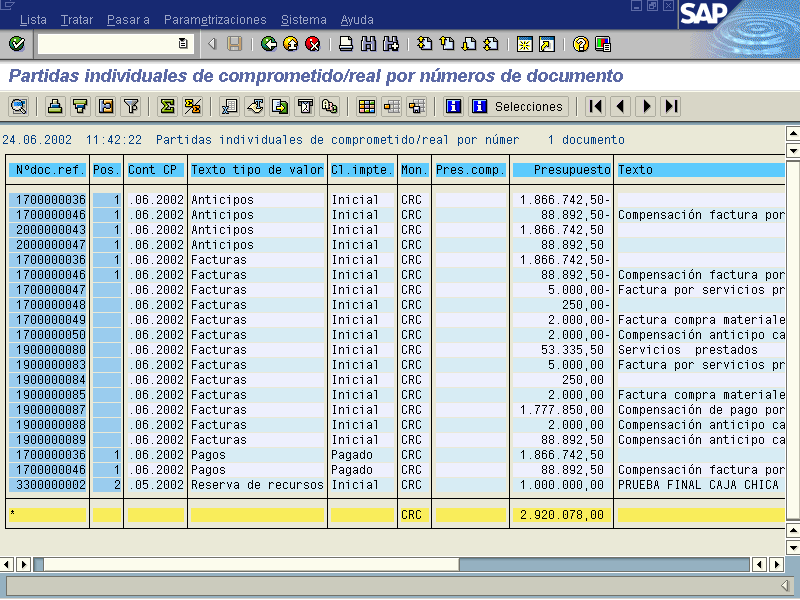 Lista Tratar Pasar a Parametrizaciones Sistema Ayuda
SAP
Partidas individuales de comprometido/real por números de documento
Selecciones
24.06.2002 11:42:22 Partidas individuales de comprometido/real por númer 1 documento
Nºdoc.ref. Pos. Cont CP Texto tipo de valor Cl.impte. Mon. Pres.comp. Presupuesto Texto
1700000036 1 .06.2002 Anticipos Inicial CRC 1.866.742,50-
1700000046 1 .06.2002 Anticipos Inicial CRC 88.892,50- Compensación factura por
2000000043 1 .06.2002 Anticipos Inicial CRC 1.866.742,50
2000000047 1 .06.2002 Anticipos Inicial CRC 88.892,50
1700000036 1 .06.2002 Facturas Inicial CRC 1.866.742,50-
1700000046 1 .06.2002 Facturas Inicial CRC 88.892,50- Compensación factura por
1700000047 .06.2002 Facturas Inicial CRC 5.000,00- Factura por servicios pr
1700000048 .06.2002 Facturas Inicial CRC 250,00-
1700000049 .06.2002 Facturas Inicial CRC 2.000,00- Factura compra materiale
1700000050 .06.2002 Facturas Inicial CRC 2.000,00- Compensación anticipo ca
1900000080 .06.2002 Facturas Inicial CRC 53.335,50 Servicios prestados
1900000083 .06.2002 Facturas Inicial CRC 5.000,00 Factura por servicios pr
1900000084 .06.2002 Facturas Inicial CRC 250,00
1900000085 .06.2002 Facturas Inicial CRC 2.000,00 Factura compra materiale
1900000087 .06.2002 Facturas Inicial CRC 1.777.850,00 Compensación de pago por
1900000088 .06.2002 Facturas Inicial CRC 2.000,00 Compensación anticipo ca
1900000089 .06.2002 Facturas Inicial CRC 88.892,50 Compensación anticipo ca
1700000036 1 .06.2002 Pagos Pagado CRC 1.866.742,50
1700000046 1 .06.2002 Pagos Pagado CRC 88.892,50 Compensación factura por
3300000002 2 .05.2002 Reserva de recursos Inicial CRC 1.000.000,00 PRUEBA FINAL CAJA CHICA
* CRC 2.920.078,00